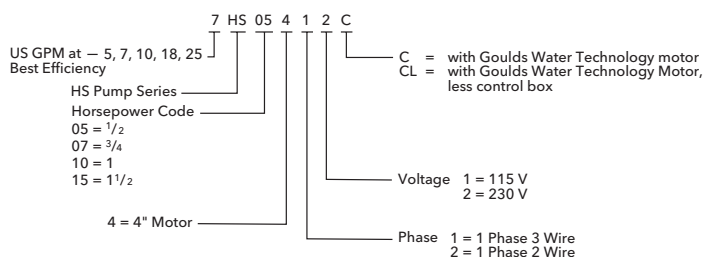 7 HS 05 4 1 2 C
US GPM at — 5, 7, 10, 18, 25
Best Efficiency
HS Pump Series
Horsepower Code
05 = 1/2
07 = 3/4
10 = 1
15 = 1 1/2
4 = 4" Motor
C = with Goulds Water Technology motor
CL = with Goulds Water Technology Motor,
less control box
Voltage 1 = 115 V
2 = 230 V
Phase 1 = 1 Phase 3 Wire
2 = 1 Phase 2 Wire